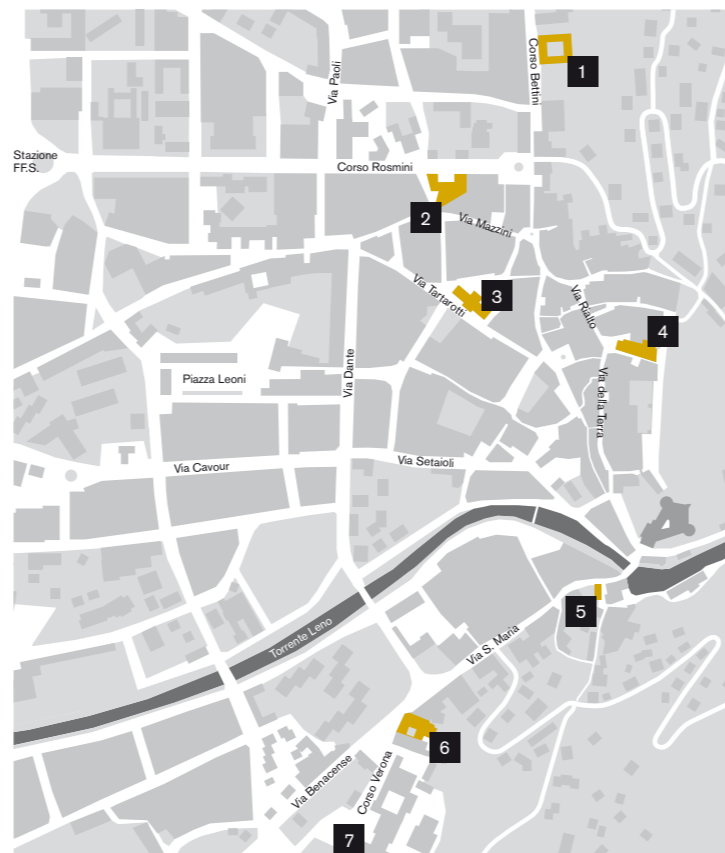 Corso Bettini
1
Via Paoli
Stazione
FF.S.
Corso Rosmini
2
Via Mazzini
Via Tartarotti
3
Via Rialto
4
Piazza Leoni
Via Dante
Via della Terra
Via Cavour
Via Setaioli
5
Torrente Leno
Via S. Maria
6
Via Benacense
Corso Verona
7